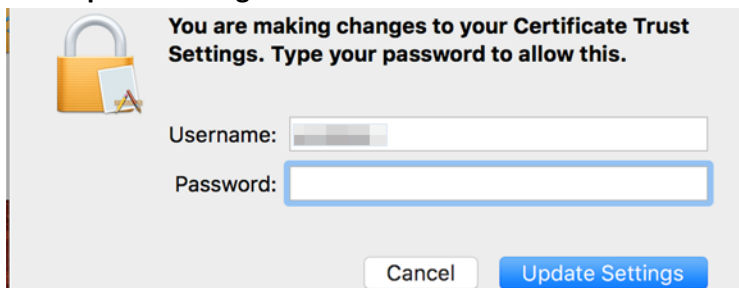 You are making changes to your Certificate Trust
Settings. Type your password to allow this.
Username:
Password:
Cancel
Update Settings